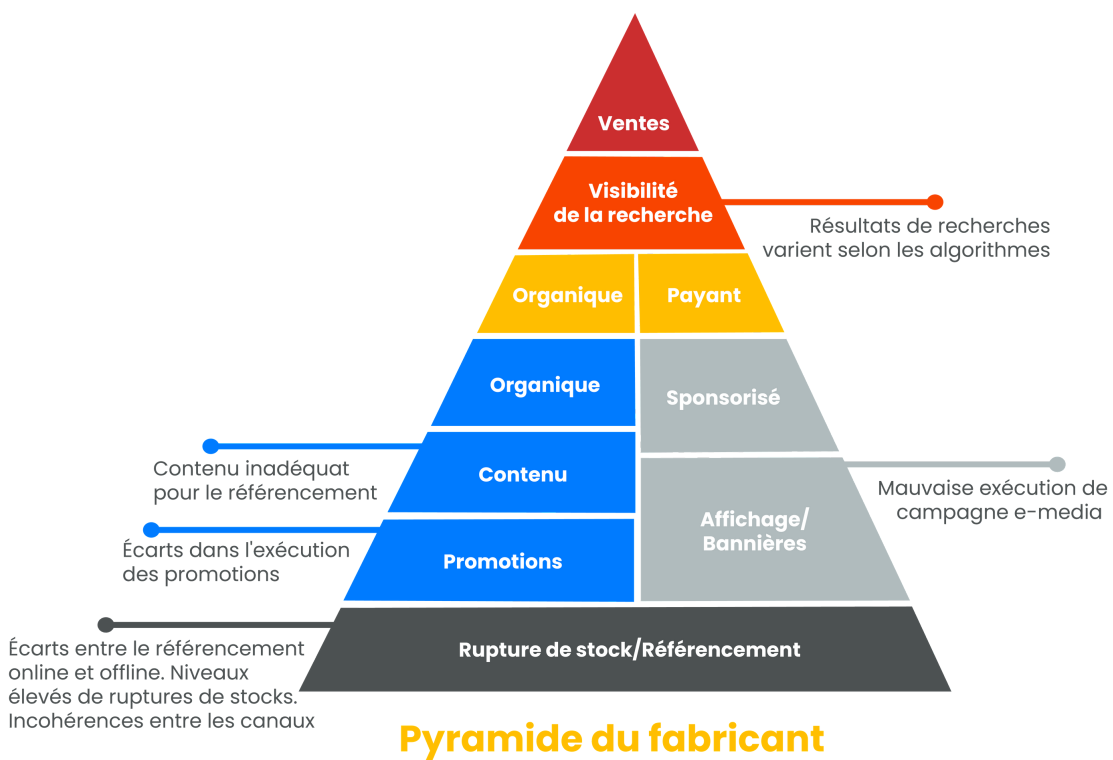 Ventes
Visibilité
de la recherche
Résultats de recherches
varient selon les algorithmes
Organique
Payant
Organique
Sponsorisé
Contenu
Contenu inadéquat
pour le référencement
Mauvaise exécution de
campagne e-media
Affichage/
Bannières
Promotions
Écarts dans l'exécution
des promotions
Rupture de stock/Référencement
Écarts entre le référencement
online et offline. Niveaux
élevés de ruptures de stocks.
Incohérences entre les canaux
Pyramide du fabricant